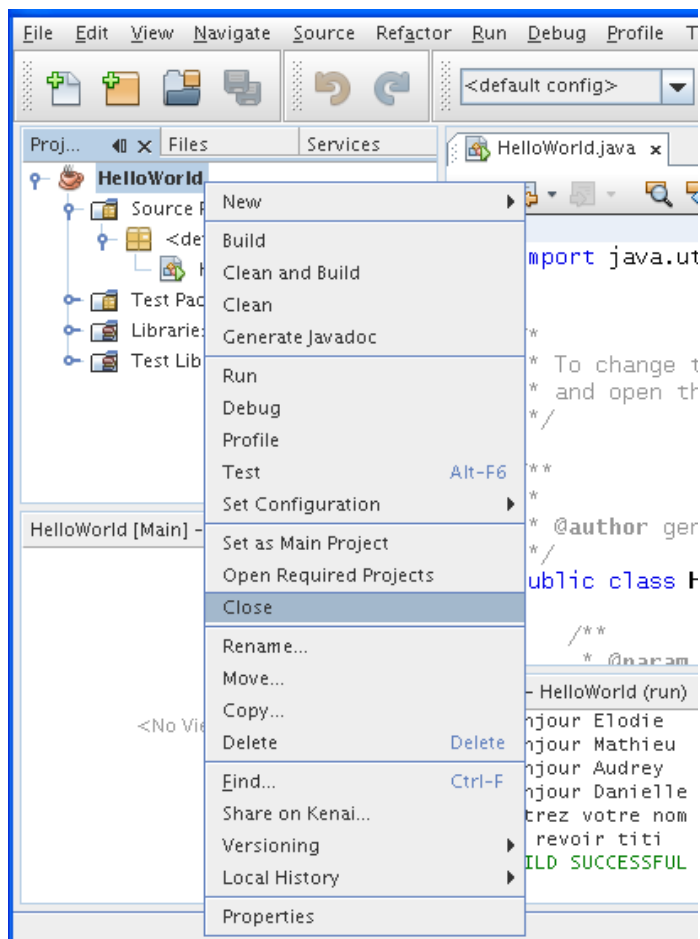 File Edit View Navigate Source Refactor Run Debug Profile
<default config>
Proj... Files Services
HelloWorld.java
HelloWorld
Source
<de
Test Pac
Libraries
Test Lib
New
Build
Clean and Build
Clean
Generate Javadoc
Run
Debug
Profile
Test Alt-F6
Set Configuration
Set as Main Project
Open Required Projects
Close
Rename...
Move...
Copy...
Delete Delete
Find... Ctrl-F
Share on Kenai...
Versioning
Local History
Properties
mport java.ut
/*
* To change t
* and open th
*/
/**
*
* @author gen
*/
ublic class H
/**
* @param
HelloWorld [Main] -
<No Vie
- HelloWorld (run)
njour Elodie
njour Mathieu
njour Audrey
njour Danielle
trez votre nom
revoir titi
ILD SUCCESSFUL